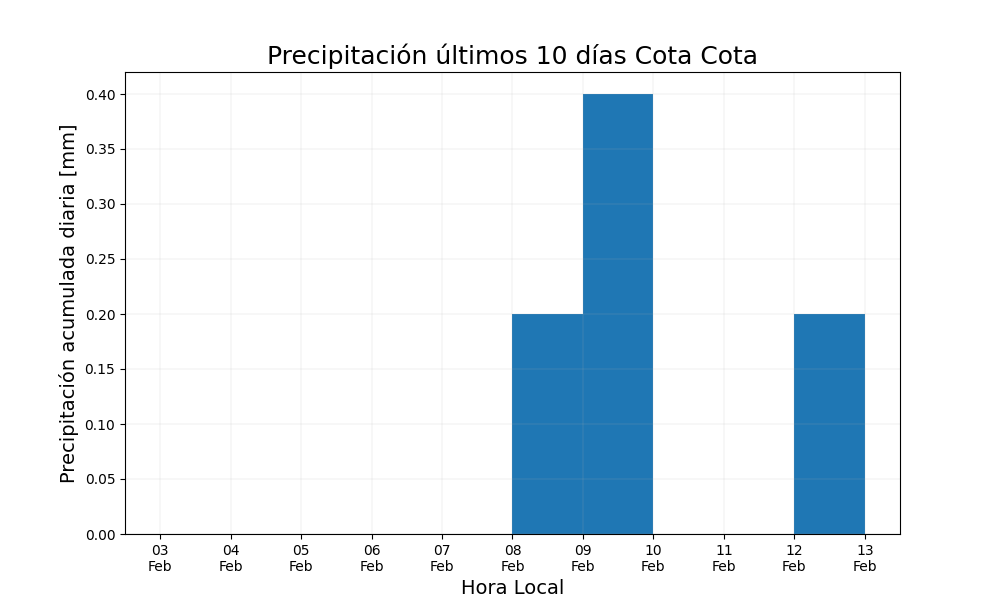 Precipitación últimos 10 días Cota Cota
Precipitación acumulada diaria [mm]
0.40
0.35
0.30
0.25
0.20
0.15
0.10
0.05
0.00
03 04 05 06 07 08 09 10 11 12 13
Feb Feb Feb Feb Feb Feb Feb Feb Feb Feb Feb
Hora Local